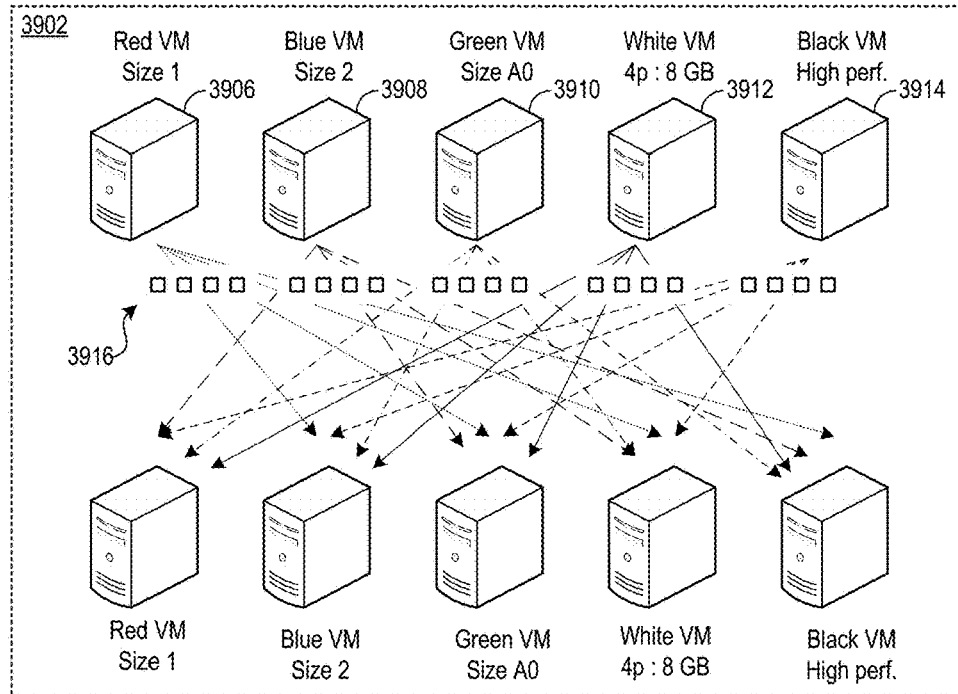 3902
Red VM
Size 1
Blue VM
Size 2
Green VM
Size A0
White VM
4p : 8 GB
Black VM
High perf.
3906
3908
3910
3912
3914
3916
Red VM
Size 1
Blue VM
Size 2
Green VM
Size A0
White VM
4p : 8 GB
Black VM
High perf.